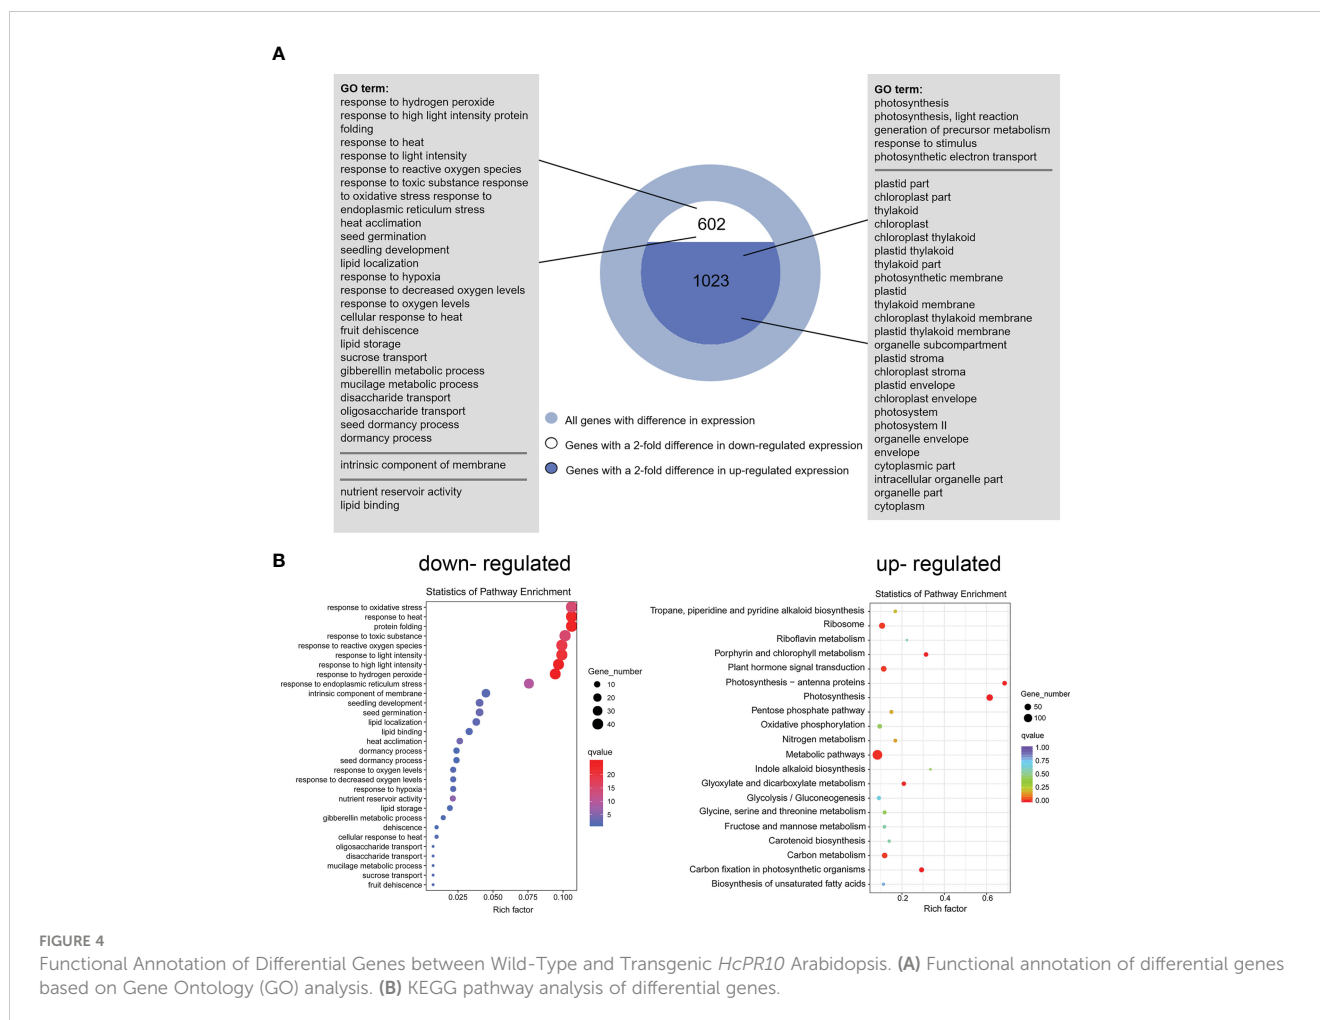 A
GO term:
response to hydrogen peroxide
response to high light intensity protein
folding
response to heat
response to light intensity
response to reactive oxygen species
response to toxic substance response
to oxidative stress response to
endoplasmic reticulum stress
heat acclimation
seed germination
seedling development
lipid localization
response to hypoxia
response to decreased oxygen levels
response to oxygen levels
cellular response to heat
fruit dehiscence
lipid storage
sucrose transport
gibberellin metabolic process
mucilage metabolic process
disaccharide transport
oligosaccharide transport
seed dormancy process
dormancy process
intrinsic component of membrane
nutrient reservoir activity
lipid binding
602
1023
All genes with difference in expression
Genes with a 2-fold difference in down-regulated expression
Genes with a 2-fold difference in up-regulated expression
GO term:
photosynthesis
photosynthesis, light reaction
generation of precursor metabolism
response to stimulus
photosynthetic electron transport
plastid part
chloroplast part
thylakoid
chloroplast
chloroplast thylakoid
plastid thylakoid
thylakoid part
photosynthetic membrane
plastid
thylakoid membrane
chloroplast thylakoid membrane
plastid thylakoid membrane
organelle subcompartment
plastid stroma
chloroplast stroma
plastid envelope
chloroplast envelope
photosystem
photosystem II
organelle envelope
envelope
cytoplasmic part
intracellular organelle part
organelle part
cytoplasm
B
down- regulated
Statistics of Pathway Enrichment
response to oxidative stress
response to heat
protein folding
response to toxic substance
response to reactive oxygen species
response to light intensity
response to high light intensity
response to hydrogen peroxide
response to endoplasmic reticulum stress
intrinsic component of membrane
seedling development
seed germination
lipid localization
lipid binding
heat acclimation
dormancy process
seed dormancy process
response to oxygen levels
response to decreased oxygen levels
response to hypoxia
nutrient reservoir activity
lipid storage
gibberellin metabolic process
dehiscence
cellular response to heat
oligosaccharide transport
disaccharide transport
mucilage metabolic process
sucrose transport
fruit dehiscence
0.025 0.050 0.075 0.100
Rich factor
Gene_number
10
20
30
40
qvalue
20
15
10
5
up- regulated
Statistics of Pathway Enrichment
Tropane, piperidine and pyridine alkaloid biosynthesis
Ribosome
Riboflavin metabolism
Porphyrin and chlorophyll metabolism
Plant hormone signal transduction
Photosynthesis − antenna proteins
Photosynthesis
Pentose phosphate pathway
Oxidative phosphorylation
Nitrogen metabolism
Metabolic pathways
Indole alkaloid biosynthesis
Glyoxylate and dicarboxylate metabolism
Glycolysis / Gluconeogenesis
Glycine, serine and threonine metabolism
Fructose and mannose metabolism
Carotenoid biosynthesis
Carbon metabolism
Carbon fixation in photosynthetic organisms
Biosynthesis of unsaturated fatty acids
0.2 0.4 0.6
Rich factor
Gene_number
50
100
qvalue
1.00
0.75
0.50
0.25
0.00
FIGURE 4
Functional Annotation of Differential Genes between Wild-Type and Transgenic HcPR10 Arabidopsis. (A) Functional annotation of differential genes
based on Gene Ontology (GO) analysis. (B) KEGG pathway analysis of differential genes.